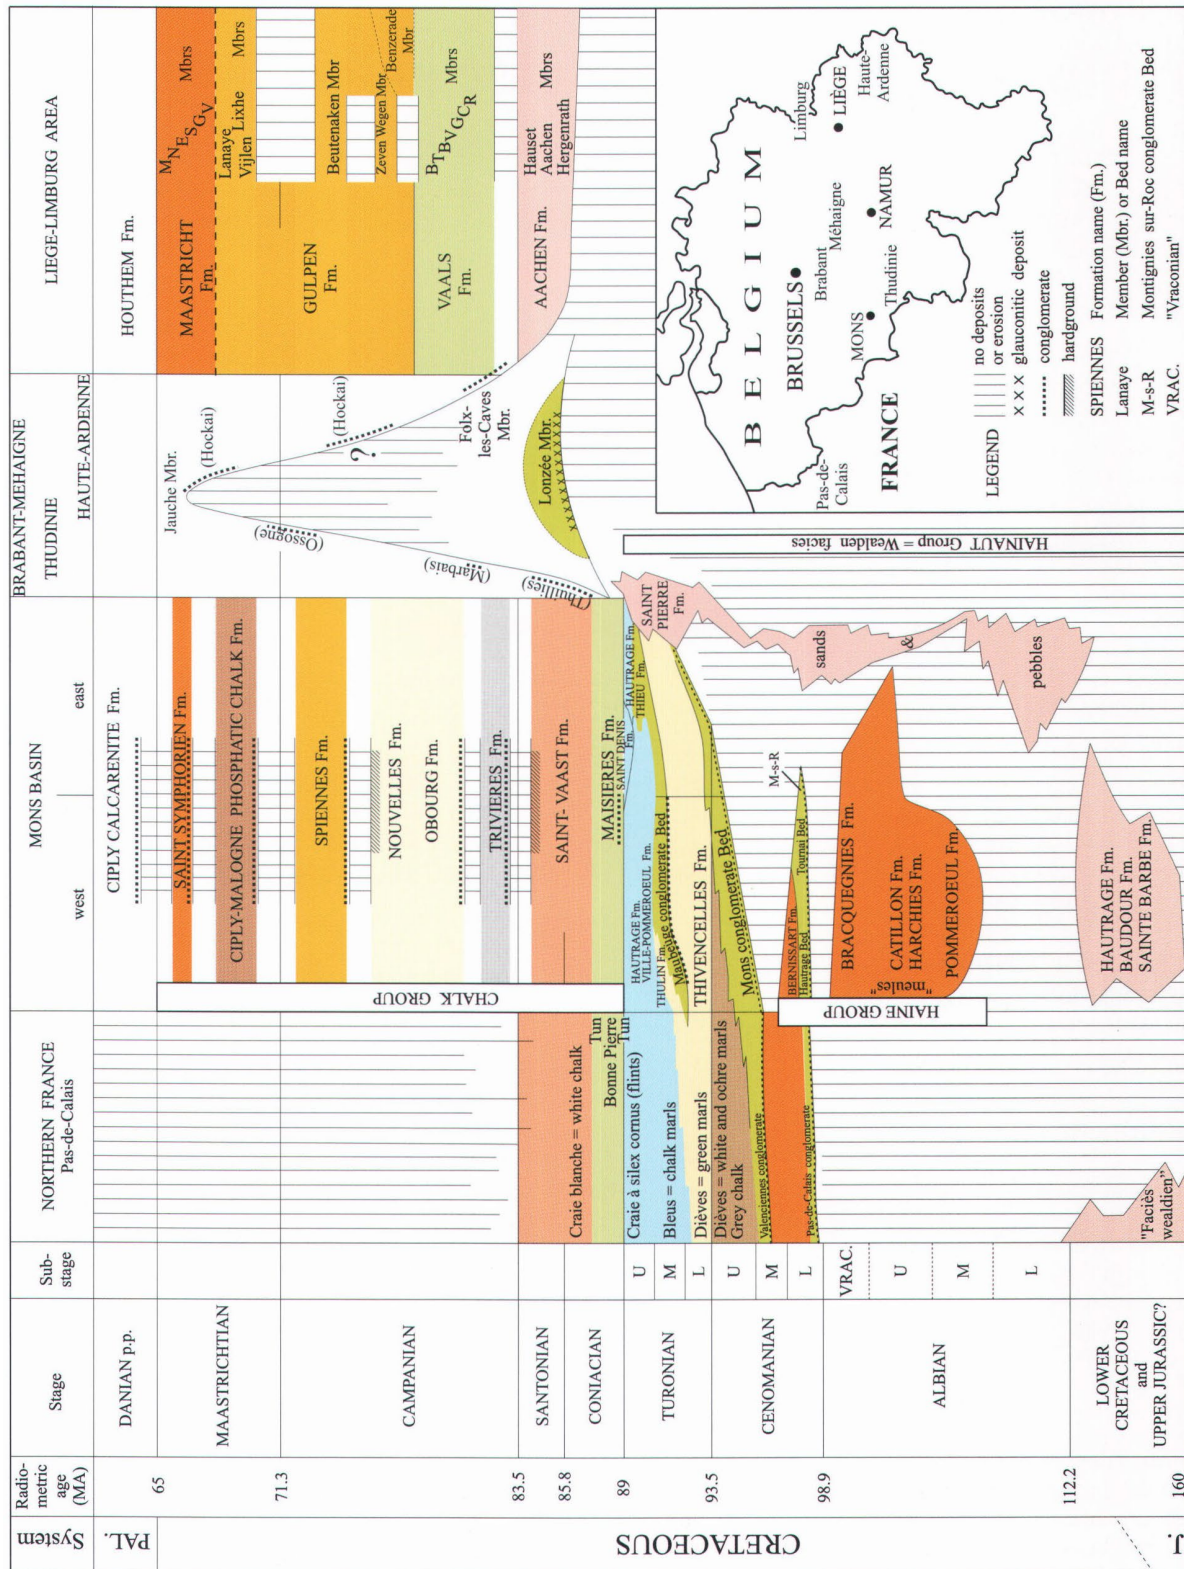 System
Radio-
metric
age
(MA)
Stage
Sub-
stage
NORTHERN FRANCE
Pas-de-Calais
MONS BASIN
west
east
BRABANT-MEHAIGNE
THUDINIE
HAUTE-ARDENNE
LIEGE-LIMBURG AREA
PAL.
CRETACEOUS
J.
65
71.3
83.5
85.8
89
93.5
98.9
112.2
160
DANIAN p.p.
MAASTRICHTIAN
CAMPANIAN
SANTONIAN
CONIACIAN
TURONIAN
CENOMANIAN
ALBIAN
LOWER
CRETACEOUS
and
UPPER JURASSIC?
U
M
L
U
M
L
VRAC.
U
M
L
Craie blanche = white chalk
Tun
Bonne Pierre
Tun
Craie à silex cornus (flints)
Bleus = chalk marls
Dièves = green marls
Dièves = white and ochre marls
Grey chalk
Valenciennes conglomerate
Pas-de-Calais conglomerate
"Faciès
wealdien"
CHALK GROUP
HAINE GROUP
CIPLY CALCARENITE Fm.
SAINT SYMPHORIEN Fm.
CIPLY-MALOGNE PHOSPHATIC CHALK Fm.
SPIENNES Fm.
NOUVELLES Fm.
OBOURG Fm.
TRIVIERES Fm.
SAINT- VAAST Fm.
MAISIERES Fm.
SAINT DENIS
Fm.
HAUTRAGE Fm.
THIEU Fm.
HAUTRAGE Fm.
VILLE-POMMEROEUL Fm.
THULIN Fm.
Maubeuge conglomerate Bed
THIVENCELLES Fm.
Mons conglomerate Bed
M-s-R
BERNISSART Fm.
Hautrage Bed
Tournai Bed
BRACQUEGNIES Fm.
CATILLON Fm.
HARCHIES Fm.
"meules"
POMMEROEUL Fm.
HAUTRAGE Fm.
BAUDOUR Fm.
SAINTE BARBE Fm.
SAINT
PIERRE
Fm.
sands
&
pebbles
HAINAUT Group = Wealden facies
Jauche Mbr.
(Hockai)
(Ossogne)
?
(Hockai)
(Marbais)
Folx-
les-Caves
Mbr.
(Thuillies)
Lonzée Mbr.
xxxxxxxxxxxx
HOUTHEM Fm.
MAASTRICHT
Fm.
M N E S G V Mbrs
GULPEN
Fm.
Lanaye
Vijlen Lixhe Mbrs
Beutenaken Mbr
Zeven Wegen Mbr
Benzerade
Mbr
VAALS
Fm.
B T B V G C R Mbrs
AACHEN Fm.
Hauset
Aachen
Hergenrath
Mbrs
BELGIUM
BRUSSELS
Limburg
LIÈGE
Haute-
Ardenne
Brabant
Méhaigne
NAMUR
MONS
Thudinie
Pas-de-
Calais
FRANCE
LEGEND
no deposits
or erosion
x x x glauconitic deposit
conglomerate
hardground
SPIENNES Formation name (Fm.)
Lanaye Member (Mbr.) or Bed name
M-s-R Montignies sur-Roc conglomerate Bed
VRAC. "Vraconian"